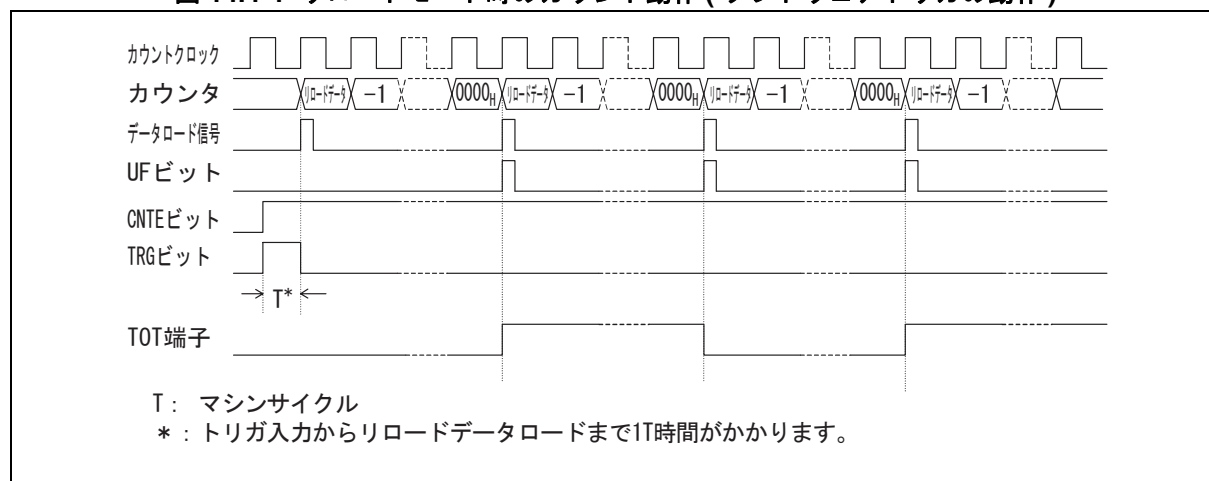 カウントクロック
カウンタ リロードデータ -1 0000H リロードデータ -1 0000H リロードデータ -1 0000H リロードデータ -1
データロード信号
UFビット
CNTEビット
TRGビット
T*
TOT端子
T: マシンサイクル
*:トリガ入力からリロードデータロードまで1T時間がかかります。